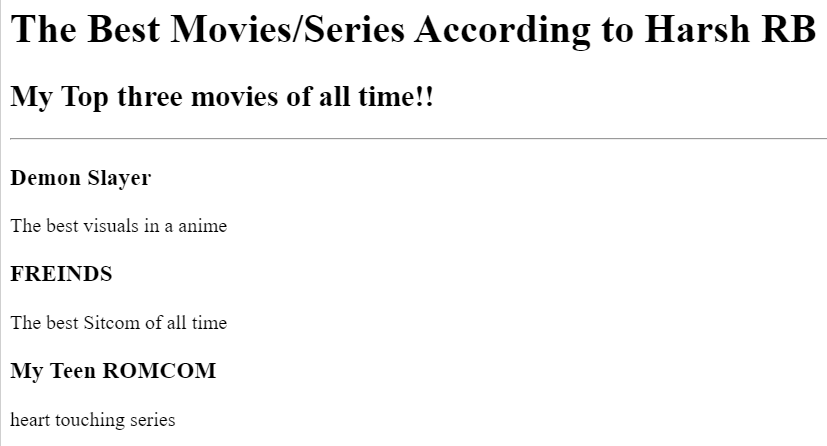 The Best Movies/Series According to Harsh RB
My Top three movies of all time!!
Demon Slayer
The best visuals in a anime
FREINDS
The best Sitcom of all time
My Teen ROMCOM
heart touching series